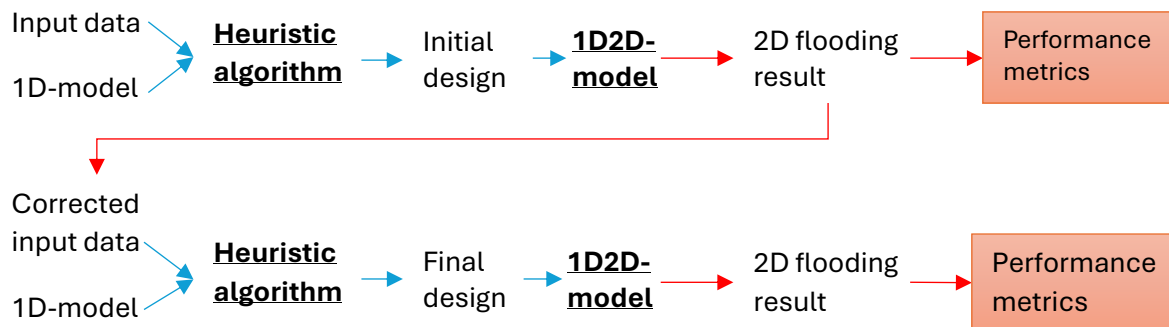 Input data
1D-model
Heuristic
algorithm
Initial
design
1D2D-
model
2D flooding
result
Performance
metrics
Corrected
input data
1D-model
Heuristic
algorithm
Final
design
1D2D-
model
2D flooding
result
Performance
metrics